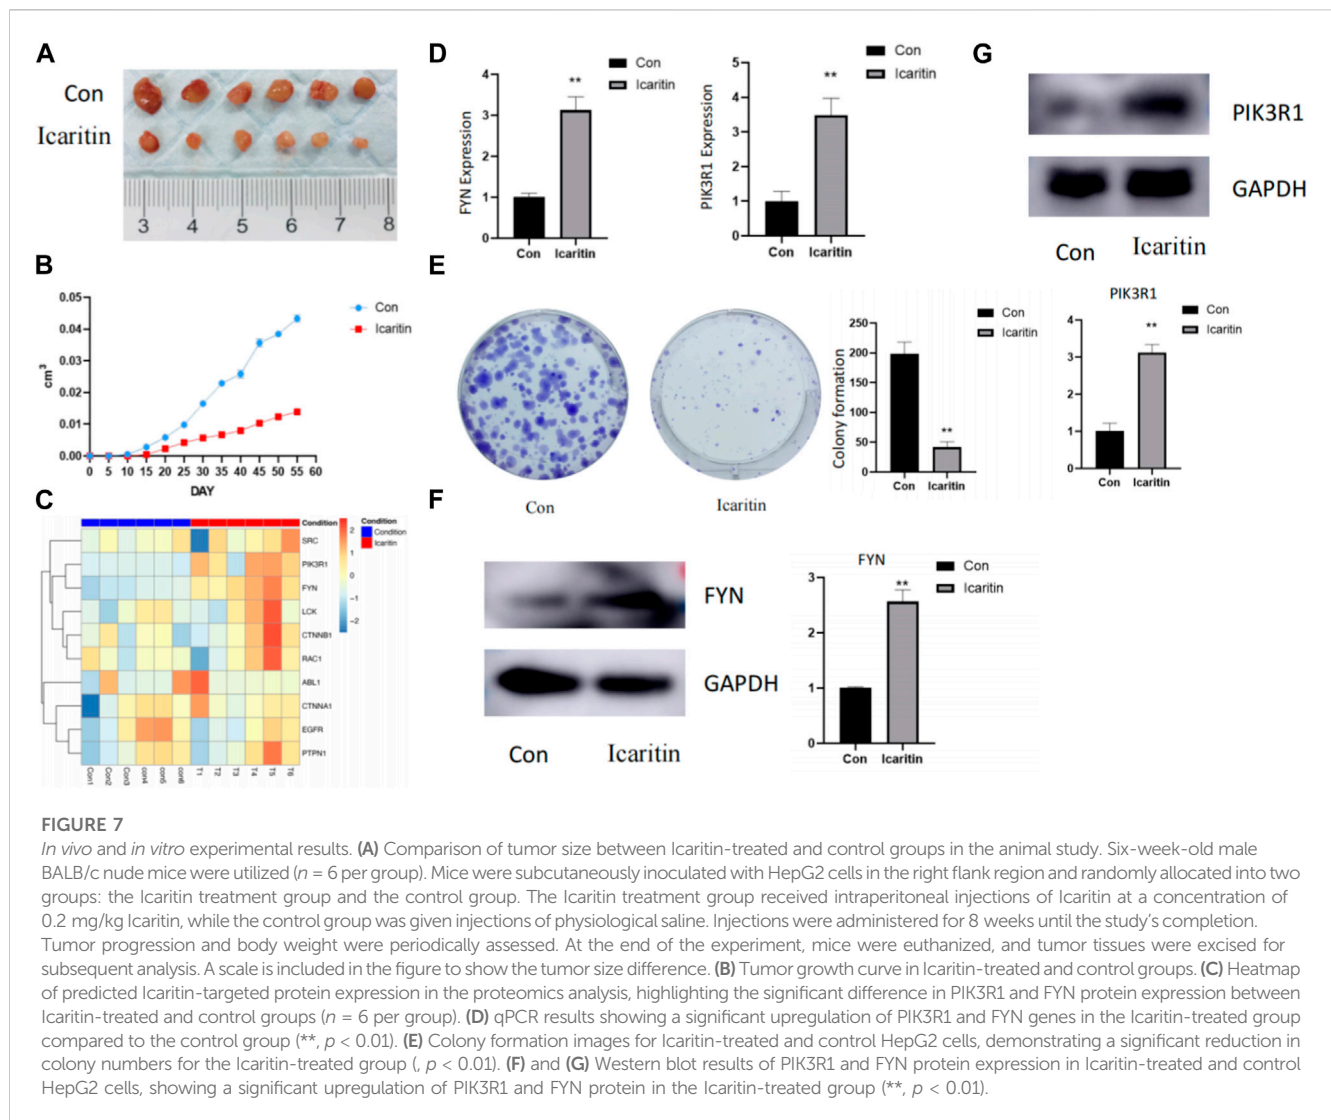 A
Con
Icaritin
3 4 5 6 7 8
B
0.05
0.04
0.03
0.02
0.01
0.00
cm³
0 5 10 15 20 25 30 35 40 45 50 55 60
DAY
Con
Icaritin
C
Condition
SRC
PIK3R1
FYN
LCK
CTNNB1
RAC1
ABL1
CTNNA1
EGFR
PTPN1
Con1 Con2 Con3 con4 con5 con6 T1 T2 T3 T4 T5 T6
2
1
0
−1
−2
Condition
Condition
Icaritin
D
FYN Expression
4
3
2
1
0
**
Con Icaritin
Con
Icaritin
PIK3R1 Expression
5
4
3
2
1
0
**
Con Icaritin
Con
Icaritin
E
Con
Icaritin
Colony formation
250
200
150
100
50
0
**
Con Icaritin
Con
Icaritin
PIK3R1
4
3
2
1
0
**
Con Icaritin
Con
Icaritin
F
FYN
GAPDH
Con Icaritin
FYN
3
2
1
0
**
Con Icaritin
Con
Icaritin
G
PIK3R1
GAPDH
Con Icaritin
FIGURE 7
In vivo and in vitro experimental results. (A) Comparison of tumor size between Icaritin-treated and control groups in the animal study. Six-week-old male
BALB/c nude mice were utilized (n = 6 per group). Mice were subcutaneously inoculated with HepG2 cells in the right flank region and randomly allocated into two
groups: the Icaritin treatment group and the control group. The Icaritin treatment group received intraperitoneal injections of Icaritin at a concentration of
0.2 mg/kg Icaritin, while the control group was given injections of physiological saline. Injections were administered for 8 weeks until the study's completion.
Tumor progression and body weight were periodically assessed. At the end of the experiment, mice were euthanized, and tumor tissues were excised for
subsequent analysis. A scale is included in the figure to show the tumor size difference. (B) Tumor growth curve in Icaritin-treated and control groups. (C) Heatmap
of predicted Icaritin-targeted protein expression in the proteomics analysis, highlighting the significant difference in PIK3R1 and FYN protein expression between
Icaritin-treated and control groups (n = 6 per group). (D) qPCR results showing a significant upregulation of PIK3R1 and FYN genes in the Icaritin-treated group
compared to the control group (**, p < 0.01). (E) Colony formation images for Icaritin-treated and control HepG2 cells, demonstrating a significant reduction in
colony numbers for the Icaritin-treated group (, p < 0.01). (F) and (G) Western blot results of PIK3R1 and FYN protein expression in Icaritin-treated and control
HepG2 cells, showing a significant upregulation of PIK3R1 and FYN protein in the Icaritin-treated group (**, p < 0.01).